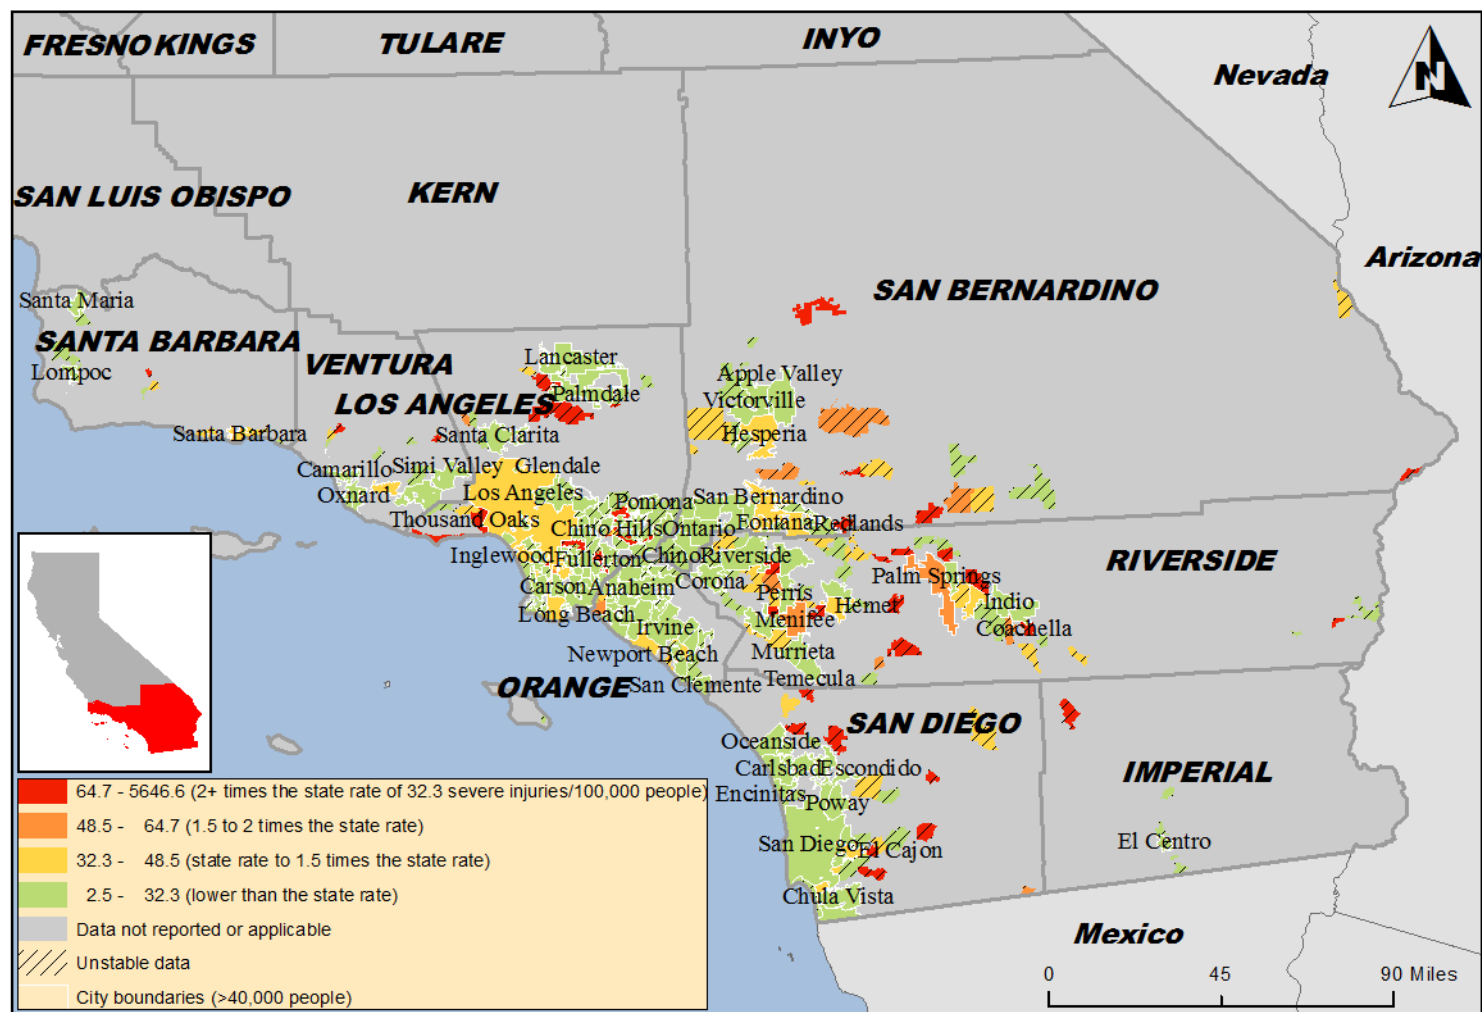 FRESNO KINGS
TULARE
INYO
Nevada
N
SAN LUIS OBISPO
KERN
Arizona
SAN BERNARDINO
Santa Maria
SANTA BARBARA
Lompoc
VENTURA
Lancaster
Palmdale
LOS ANGELES
Apple Valley
Victorville
Hesperia
Santa Barbara
Santa Clarita
Camarillo
Simi Valley
Glendale
Oxnard
Los Angeles
Pomona
San Bernardino
Thousand Oaks
Chino Hills
Ontario
Fontana
Redlands
Inglewood
Fullerton
Chino
Riverside
RIVERSIDE
Carson
Anaheim
Corona
Perris
Palm Springs
Long Beach
Irvine
Menifee
Hemet
Indio
Coachella
Newport Beach
Murrieta
ORANGE
San Clemente
Temecula
SAN DIEGO
Oceanside
Carlsbad
Escondido
IMPERIAL
Encinitas
Poway
San Diego
El Cajon
El Centro
Chula Vista
Mexico
64.7 - 5646.6 (2+ times the state rate of 32.3 severe injuries/100,000 people)
48.5 - 64.7 (1.5 to 2 times the state rate)
32.3 - 48.5 (state rate to 1.5 times the state rate)
2.5 - 32.3 (lower than the state rate)
Data not reported or applicable
Unstable data
City boundaries (>40,000 people)
0 45 90 Miles